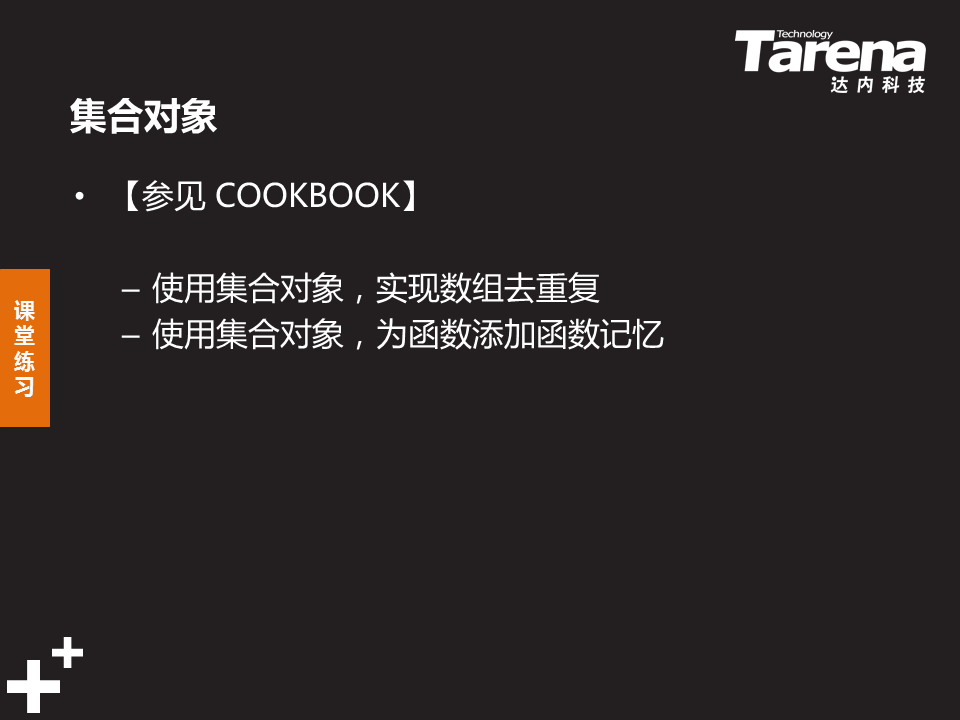 Technology
Tarena
达内科技
集合对象
• 【参见 COOKBOOK】
– 使用集合对象，实现数组去重复
– 使用集合对象，为函数添加函数记忆
课
堂
练
习